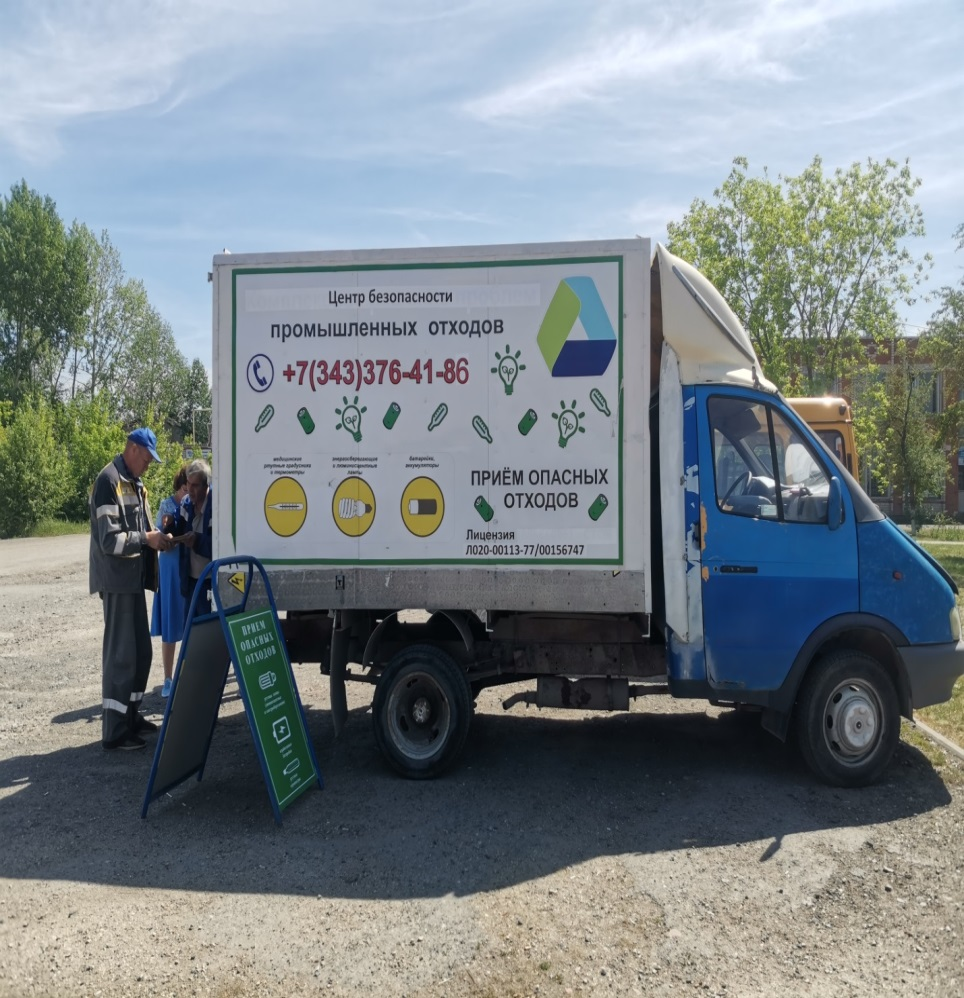 Центр безопасности
промышленных отходов
+7(343)376-41-86
медицинские
ртутные градусники
и термометры
энергосберегающие
и люминесцентные
лампы
батарейки,
аккумуляторы
ПРИЁМ ОПАСНЫХ
ОТХОДОВ
Лицензия
Л020-00113-77/00156747
ПРИЕМ
ОПАСНЫХ
ОТХОДОВ